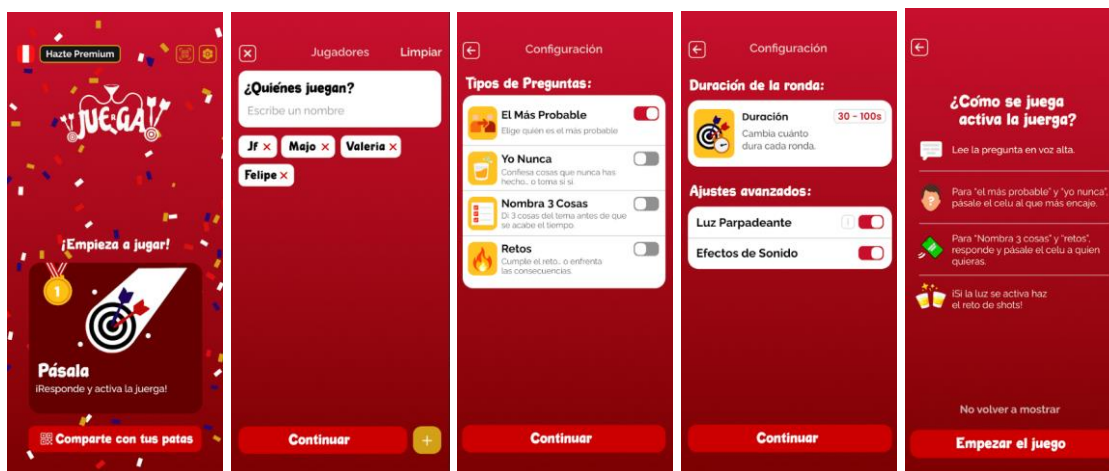 Hazte Premium
JUERGA
¡Empieza a jugar!
1
Pásala
¡Responde y activa la juerga!
Comparte con tus patas
Jugadores
Limpiar
¿Quiénes juegan?
Escribe un nombre
Jf ×
Majo ×
Valeria ×
Felipe ×
Continuar
+
Configuración
Tipos de Preguntas:
El Más Probable
Elige quién es el más probable
Yo Nunca
Confiesa cosas que nunca has
hecho... o toma si sí.
Nombra 3 Cosas
Di 3 cosas del tema antes de que
se acabe el tiempo.
Retos
Cumple el reto... o enfrenta
las consecuencias.
Continuar
Configuración
Duración de la ronda:
Duración
30 - 100s
Cambia cuánto
dura cada ronda.
Ajustes avanzados:
Luz Parpadeante
i
Efectos de Sonido
Continuar
¿Cómo se juega
activa la juerga?
Lee la pregunta en voz alta.
Para "el más probable" y "yo nunca",
pásale el celu al que más encaje.
Para "Nombra 3 cosas" y "retos",
responde y pásale el celu a quien
quieras.
¡Si la luz se activa haz
el reto de shots!
No volver a mostrar
Empezar el juego